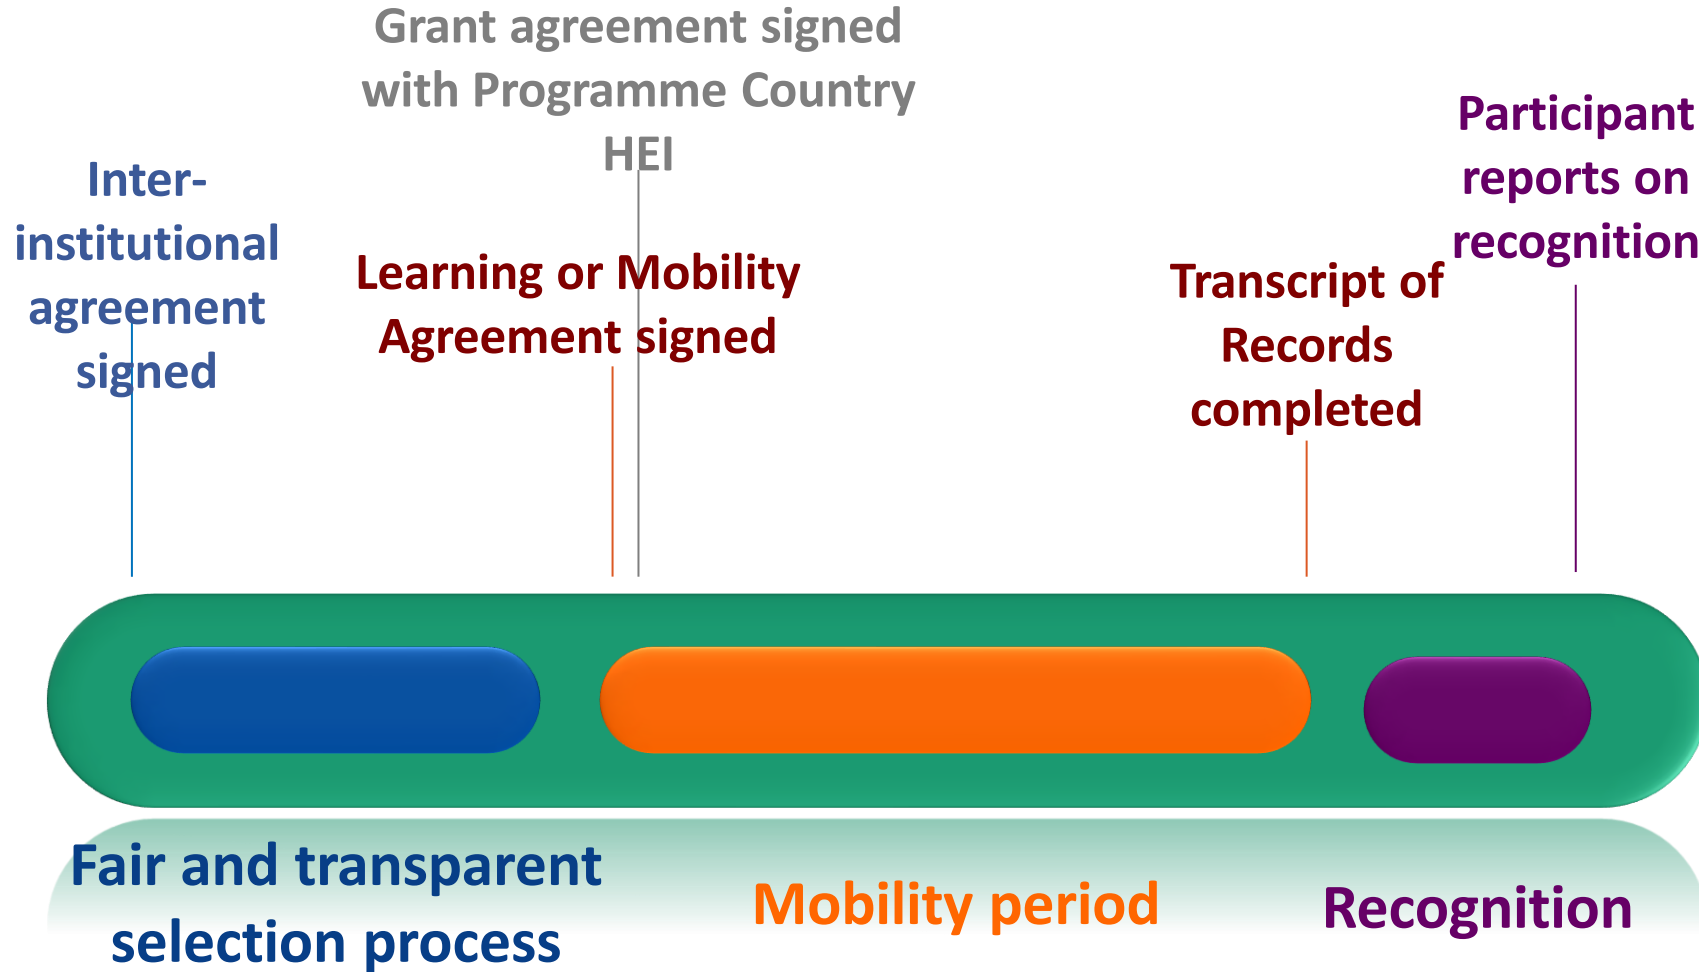 Grant agreement signed
with Programme Country
HEI
Inter-
institutional
agreement
signed
Learning or Mobility
Agreement signed
Transcript of
Records
completed
Participant
reports on
recognition
Fair and transparent
selection process
Mobility period
Recognition